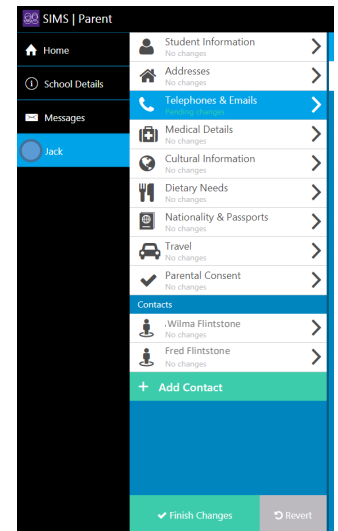 SIMS | Parent
Home
School Details
Messages
Jack
Student Information
No changes
Addresses
No changes
Telephones & Emails
Pending changes
Medical Details
No changes
Cultural Information
No changes
Dietary Needs
No changes
Nationality & Passports
No changes
Travel
No changes
Parental Consent
No changes
Contacts
Wilma Flintstone
No changes
Fred Flintstone
No changes
+ Add Contact
Finish Changes
Revert